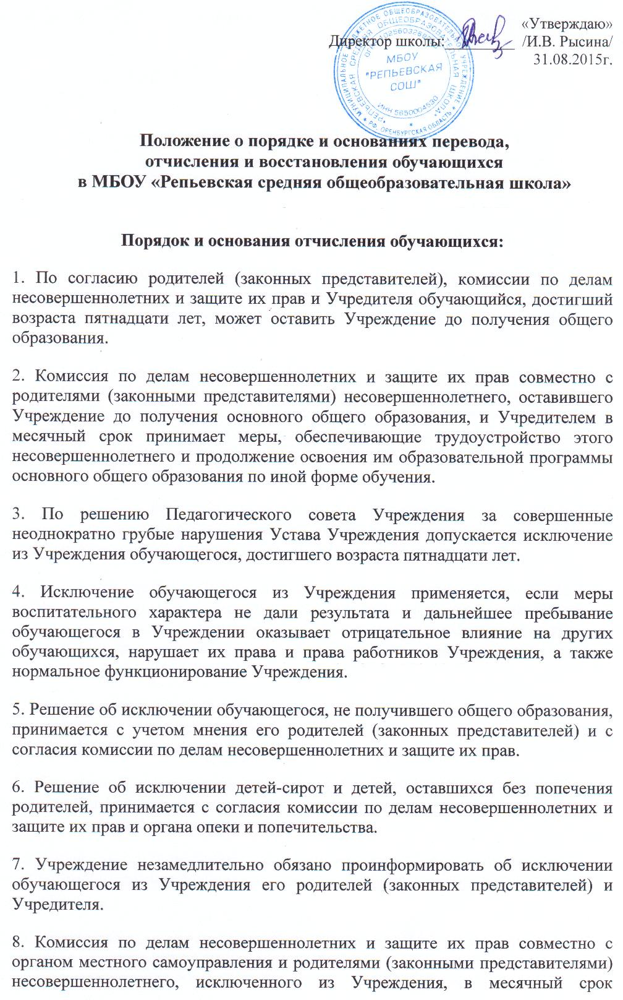 «Утверждаю»
Директор школы: /И.В. Рысина/
31.08.2015г.
МУНИЦИПАЛЬНОЕ БЮДЖЕТНОЕ ОБЩЕОБРАЗОВАТЕЛЬНОЕ УЧРЕЖДЕНИЕ
* РФ. ОРЕНБУРГСКАЯ ОБЛАСТЬ *
"РЕПЬЕВСКАЯ СРЕДНЯЯ ОБЩЕОБРАЗОВАТЕЛЬНАЯ ШКОЛА"
ИНН 5650004530
МБОУ
"РЕПЬЕВСКАЯ
СОШ"
Положение о порядке и основаниях перевода,
отчисления и восстановления обучающихся
в МБОУ «Репьевская средняя общеобразовательная школа»
Порядок и основания отчисления обучающихся:
1. По согласию родителей (законных представителей), комиссии по делам
несовершеннолетних и защите их прав и Учредителя обучающийся, достигший
возраста пятнадцати лет, может оставить Учреждение до получения общего
образования.
2. Комиссия по делам несовершеннолетних и защите их прав совместно с
родителями (законными представителями) несовершеннолетнего, оставившего
Учреждение до получения основного общего образования, и Учредителем в
месячный срок принимает меры, обеспечивающие трудоустройство этого
несовершеннолетнего и продолжение освоения им образовательной программы
основного общего образования по иной форме обучения.
3. По решению Педагогического совета Учреждения за совершенные
неоднократно грубые нарушения Устава Учреждения допускается исключение
из Учреждения обучающегося, достигшего возраста пятнадцати лет.
4. Исключение обучающегося из Учреждения применяется, если меры
воспитательного характера не дали результата и дальнейшее пребывание
обучающегося в Учреждении оказывает отрицательное влияние на других
обучающихся, нарушает их права и права работников Учреждения, а также
нормальное функционирование Учреждения.
5. Решение об исключении обучающегося, не получившего общего образования,
принимается с учетом мнения его родителей (законных представителей) и с
согласия комиссии по делам несовершеннолетних и защите их прав.
6. Решение об исключении детей-сирот и детей, оставшихся без попечения
родителей, принимается с согласия комиссии по делам несовершеннолетних и
защите их прав и органа опеки и попечительства.
7. Учреждение незамедлительно обязано проинформировать об исключении
обучающегося из Учреждения его родителей (законных представителей) и
Учредителя.
8. Комиссия по делам несовершеннолетних и защите их прав совместно с
органом местного самоуправления и родителями (законными представителями)
несовершеннолетнего, исключенного из Учреждения, в месячный срок